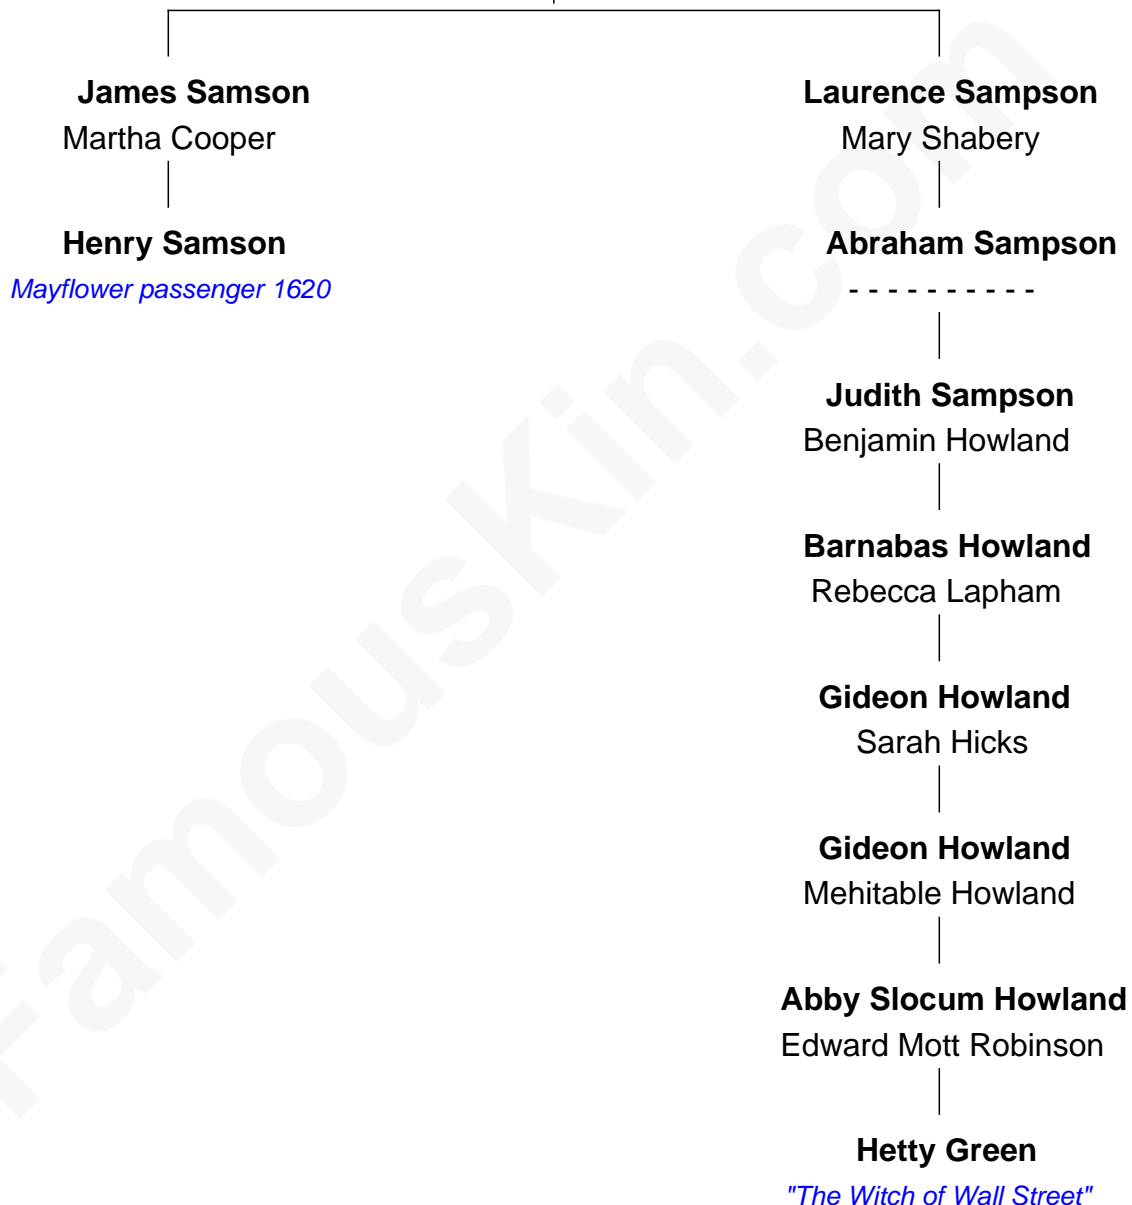 James Samson
Martha Cooper
Henry Samson
Mayflower passenger 1620
Laurence Sampson
Mary Shabery
Abraham Sampson
- - - - - - - - - -
Judith Sampson
Benjamin Howland
Barnabas Howland
Rebecca Lapham
Gideon Howland
Sarah Hicks
Gideon Howland
Mehitable Howland
Abby Slocum Howland
Edward Mott Robinson
Hetty Green
"The Witch of Wall Street"
FamousKin.com